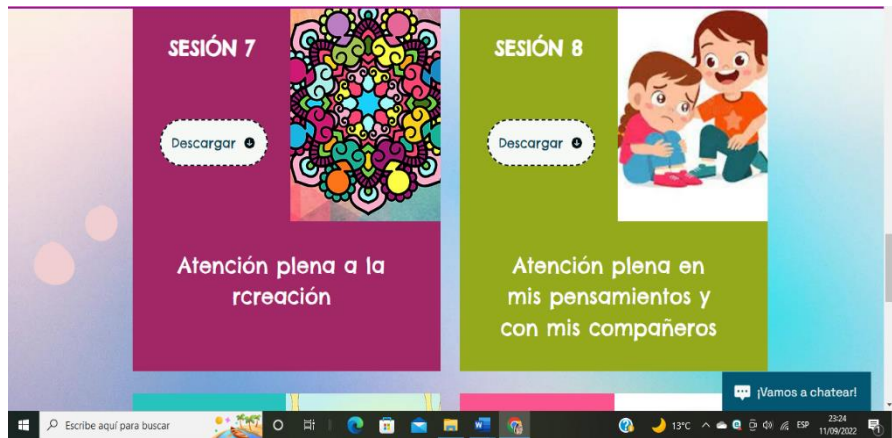 SESIÓN 7
Descargar
Atención plena a la
rcreación
SESIÓN 8
Descargar
Atención plena en
mis pensamientos y
con mis compañeros
¡Vamos a chatear!
Escribe aquí para buscar
13°C
ESP
23:24
11/09/2022